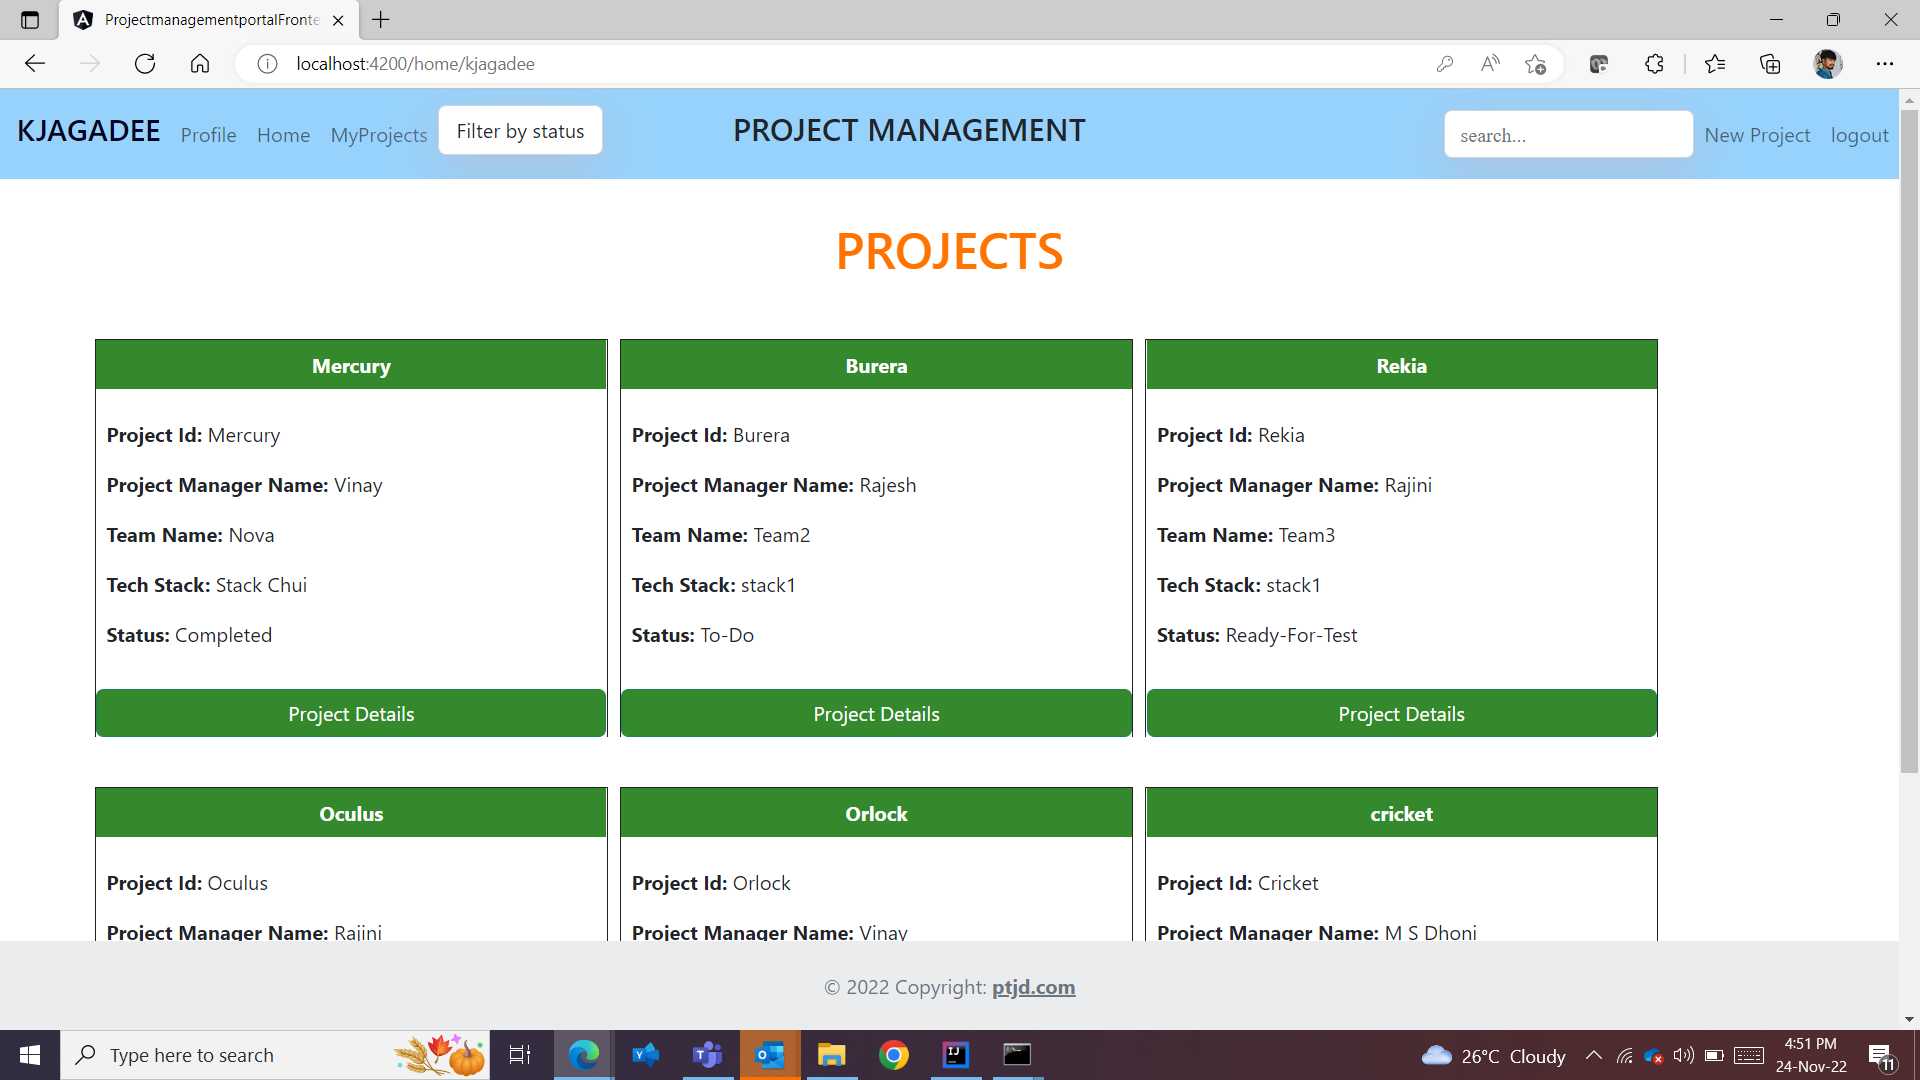 ProjectmanagementportalFronte
localhost:4200/home/kjagadee
KJAGADEE Profile Home MyProjects Filter by status PROJECT MANAGEMENT search... New Project logout
PROJECTS
Mercury Burera Rekia
Project Id: Mercury Project Id: Burera Project Id: Rekia
Project Manager Name: Vinay Project Manager Name: Rajesh Project Manager Name: Rajini
Team Name: Nova Team Name: Team2 Team Name: Team3
Tech Stack: Stack Chui Tech Stack: stack1 Tech Stack: stack1
Status: Completed Status: To-Do Status: Ready-For-Test
Project Details Project Details Project Details
Oculus Orlock cricket
Project Id: Oculus Project Id: Orlock Project Id: Cricket
Project Manager Name: Rajini Project Manager Name: Vinay Project Manager Name: M S Dhoni
© 2022 Copyright: ptjd.com
Type here to search 26°C Cloudy 4:51 PM
24-Nov-22 11